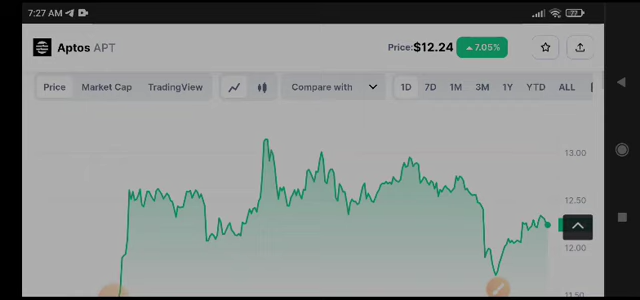 7:27 AM
77
Aptos APT
Price: $12.24
7.05%
Price Market Cap TradingView
Compare with
1D 7D 1M 3M 1Y YTD ALL
13.00
12.50
12.00
11.50